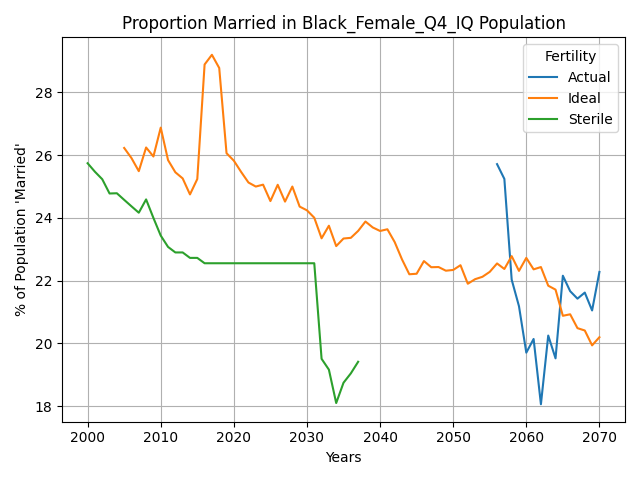 Proportion Married in Black_Female_Q4_IQ Population
Fertility
Actual
Ideal
Sterile
% of Population 'Married'
28
26
24
22
20
18
2000 2010 2020 2030 2040 2050 2060 2070
Years